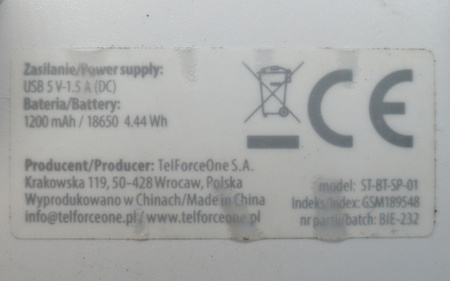 Zasilanie/Power supply:
USB 5 V-1.5 A (DC)
Bateria/Battery:
1200 mAh / 18650 4.44 Wh
CE
Producent/Producer: TelForceOne S.A.
Krakowska 119, 50-428 Wrocaw, Polska
Wyprodukowano w Chinach/Made in China
info@telforceone.pl / www.telforceone.pl
model: ST-BT-SP-01
Indeks/Index: GSM189548
nr partii/batch: BIE-232